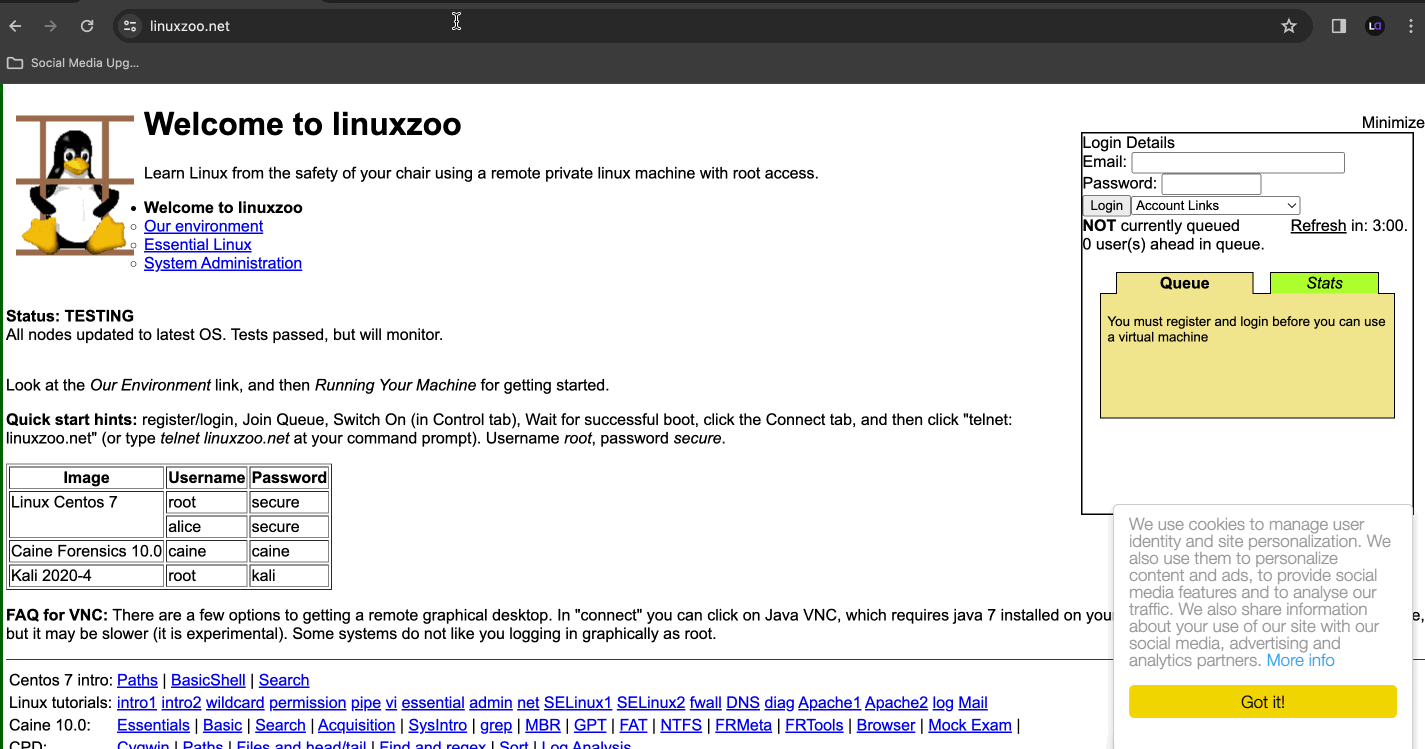 linuxzoo.net
Social Media Upg...
Welcome to linuxzoo
Learn Linux from the safety of your chair using a remote private linux machine with root access.
Welcome to linuxzoo
Our environment
Essential Linux
System Administration
Minimize
Login Details
Email:
Password:
Login Account Links
NOT currently queued Refresh in: 3:00.
0 user(s) ahead in queue.
Queue Stats
You must register and login before you can use
a virtual machine
Status: TESTING
All nodes updated to latest OS. Tests passed, but will monitor.
Look at the Our Environment link, and then Running Your Machine for getting started.
Quick start hints: register/login, Join Queue, Switch On (in Control tab), Wait for successful boot, click the Connect tab, and then click "telnet:
linuxzoo.net" (or type telnet linuxzoo.net at your command prompt). Username root, password secure.
Image Username Password
Linux Centos 7 root secure
alice secure
Caine Forensics 10.0 caine caine
Kali 2020-4 root kali
FAQ for VNC: There are a few options to getting a remote graphical desktop. In "connect" you can click on Java VNC, which requires java 7 installed on you
but it may be slower (it is experimental). Some systems do not like you logging in graphically as root.
Centos 7 intro: Paths | BasicShell | Search
Linux tutorials: intro1 intro2 wildcard permission pipe vi essential admin net SELinux1 SELinux2 fwall DNS diag Apache1 Apache2 log Mail
Caine 10.0: Essentials | Basic | Search | Acquisition | SysIntro | grep | MBR | GPT | FAT | NTFS | FRMeta | FRTools | Browser | Mock Exam |
CPD: Cygwin | Paths | Files and head/tail | Find and regex | Sort | Log Analysis
We use cookies to manage user
identity and site personalization. We
also use them to personalize
content and ads, to provide social
media features and to analyse our
traffic. We also share information
about your use of our site with our
social media, advertising and
analytics partners. More info
Got it!